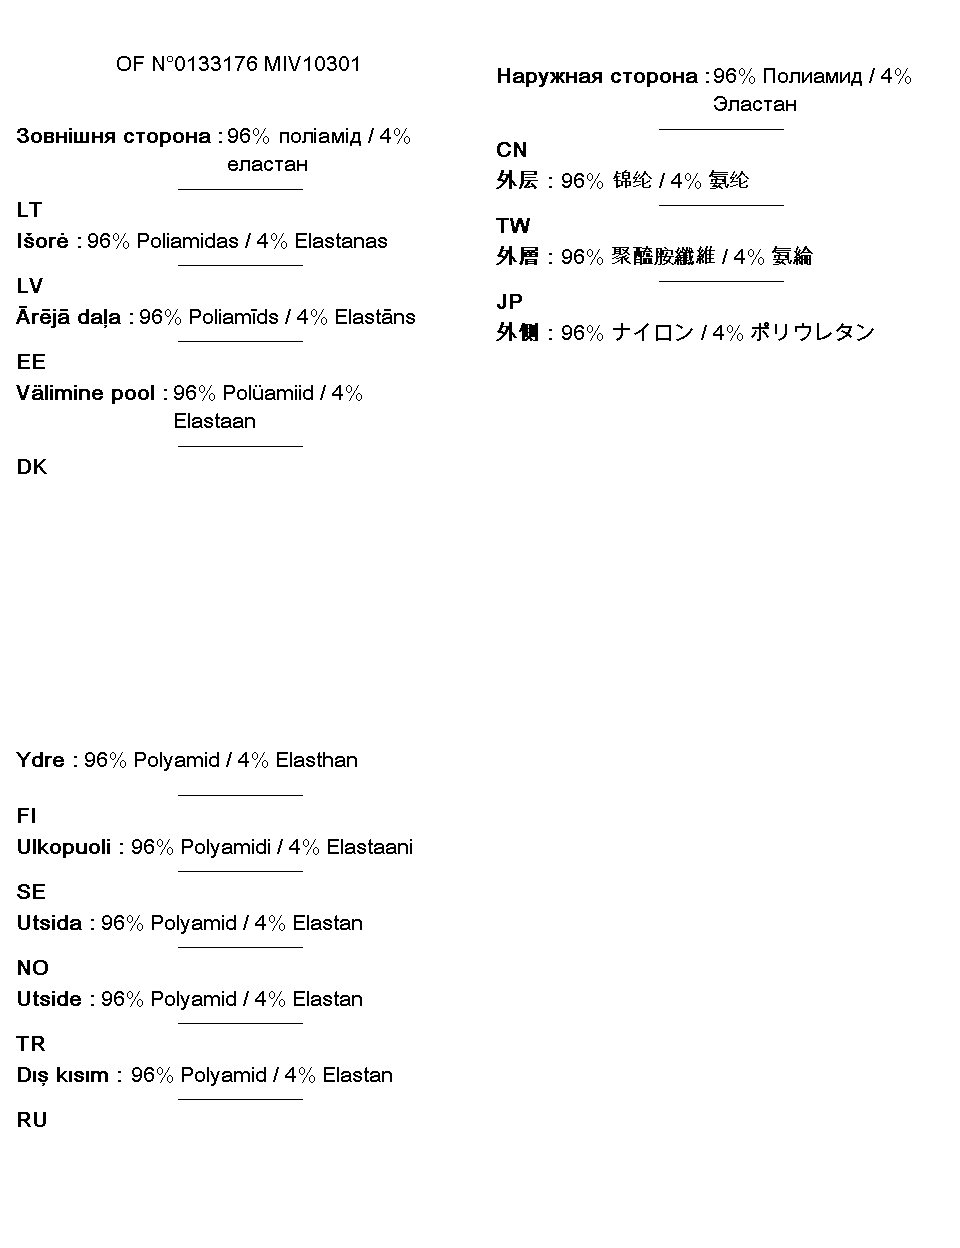 OF N°0133176 MIV10301
Зовнішня сторона : 96% поліамід / 4%
еластан
LT
Išorė : 96% Poliamidas / 4% Elastanas
LV
Ārējā daļa : 96% Poliamīds / 4% Elastāns
EE
Välimine pool : 96% Polüamiid / 4%
Elastaan
DK
Ydre : 96% Polyamid / 4% Elasthan
FI
Ulkopuoli : 96% Polyamidi / 4% Elastaani
SE
Utsida : 96% Polyamid / 4% Elastan
NO
Utside : 96% Polyamid / 4% Elastan
TR
Dış kısım : 96% Polyamid / 4% Elastan
RU
Наружная сторона : 96% Полиамид / 4%
Эластан
CN
外层 : 96% 锦纶 / 4% 氨纶
TW
外層 : 96% 聚醯胺纖維 / 4% 氨綸
JP
外側 : 96% ナイロン / 4% ポリウレタン